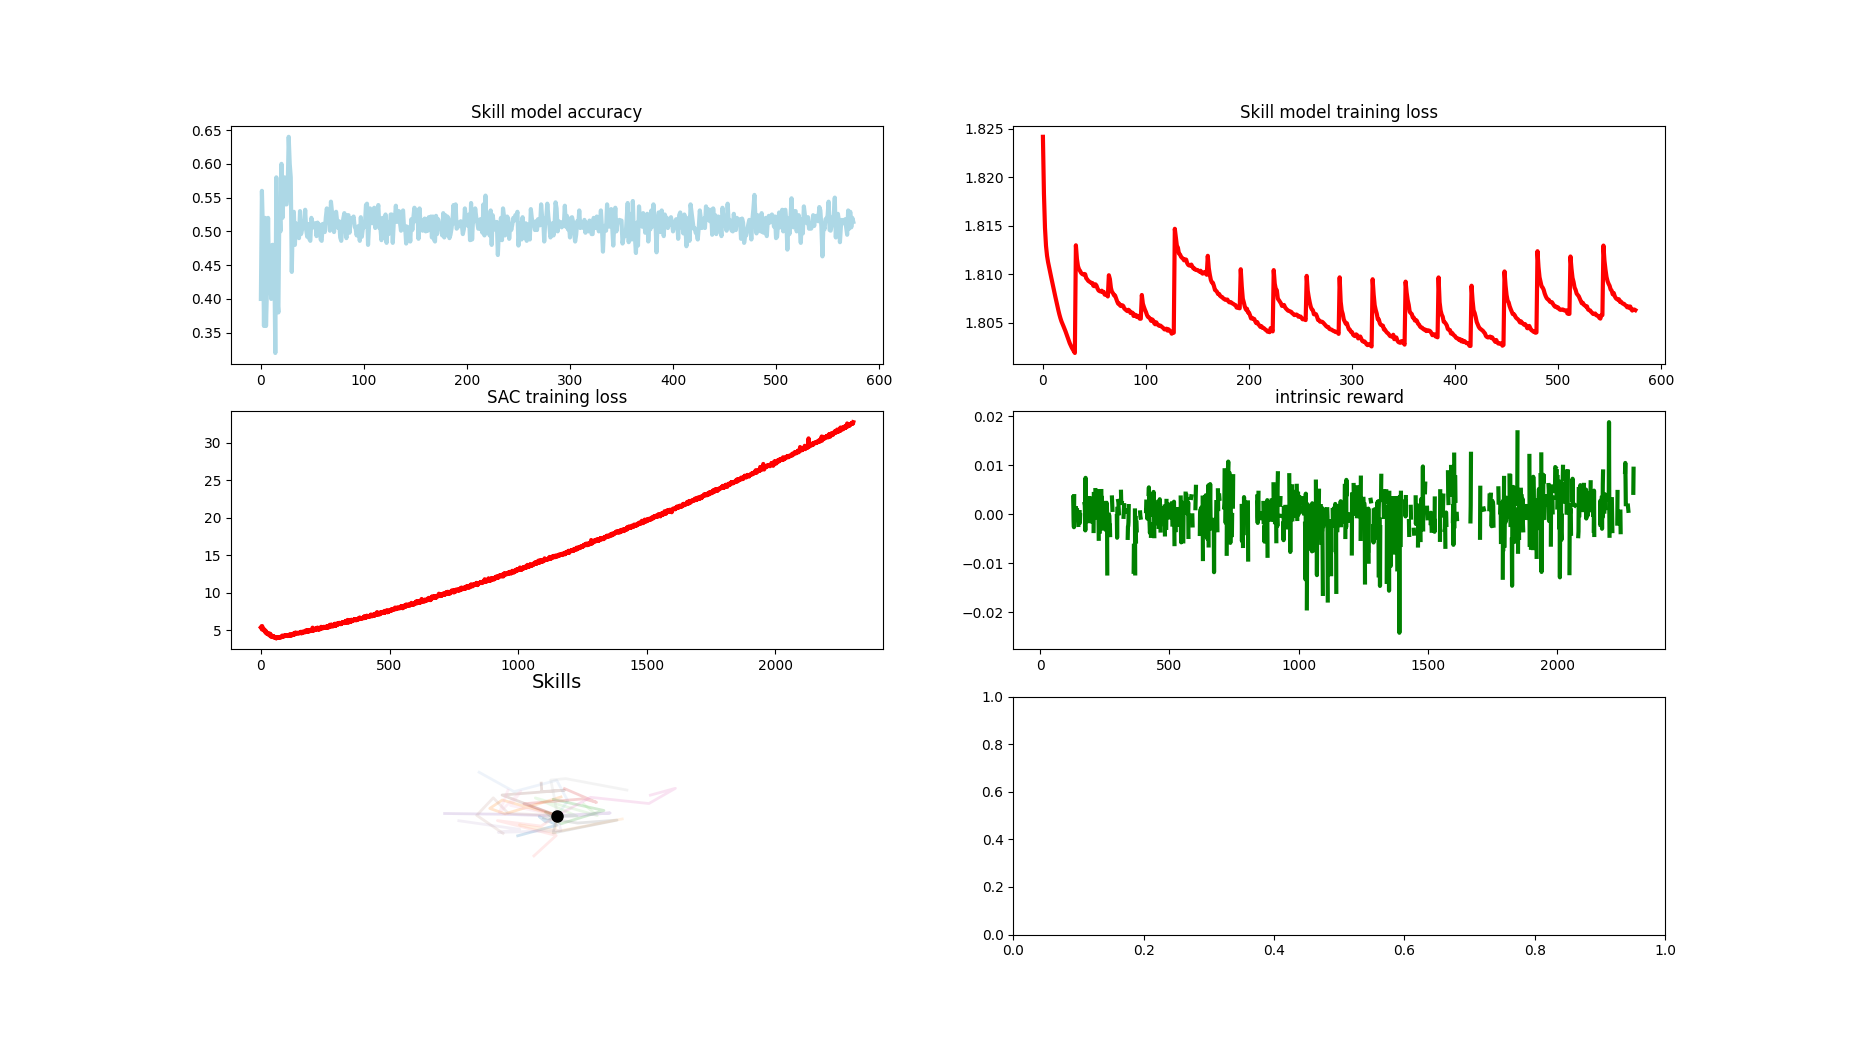 Skill model accuracy
0.65
0.60
0.55
0.50
0.45
0.40
0.35
0 100 200 300 400 500 600
Skill model training loss
1.825
1.820
1.815
1.810
1.805
0 100 200 300 400 500 600
SAC training loss
30
25
20
15
10
5
0 500 1000 1500 2000
intrinsic reward
0.02
0.01
0.00
−0.01
−0.02
0 500 1000 1500 2000
Skills
1.0
0.8
0.6
0.4
0.2
0.0
0.0 0.2 0.4 0.6 0.8 1.0